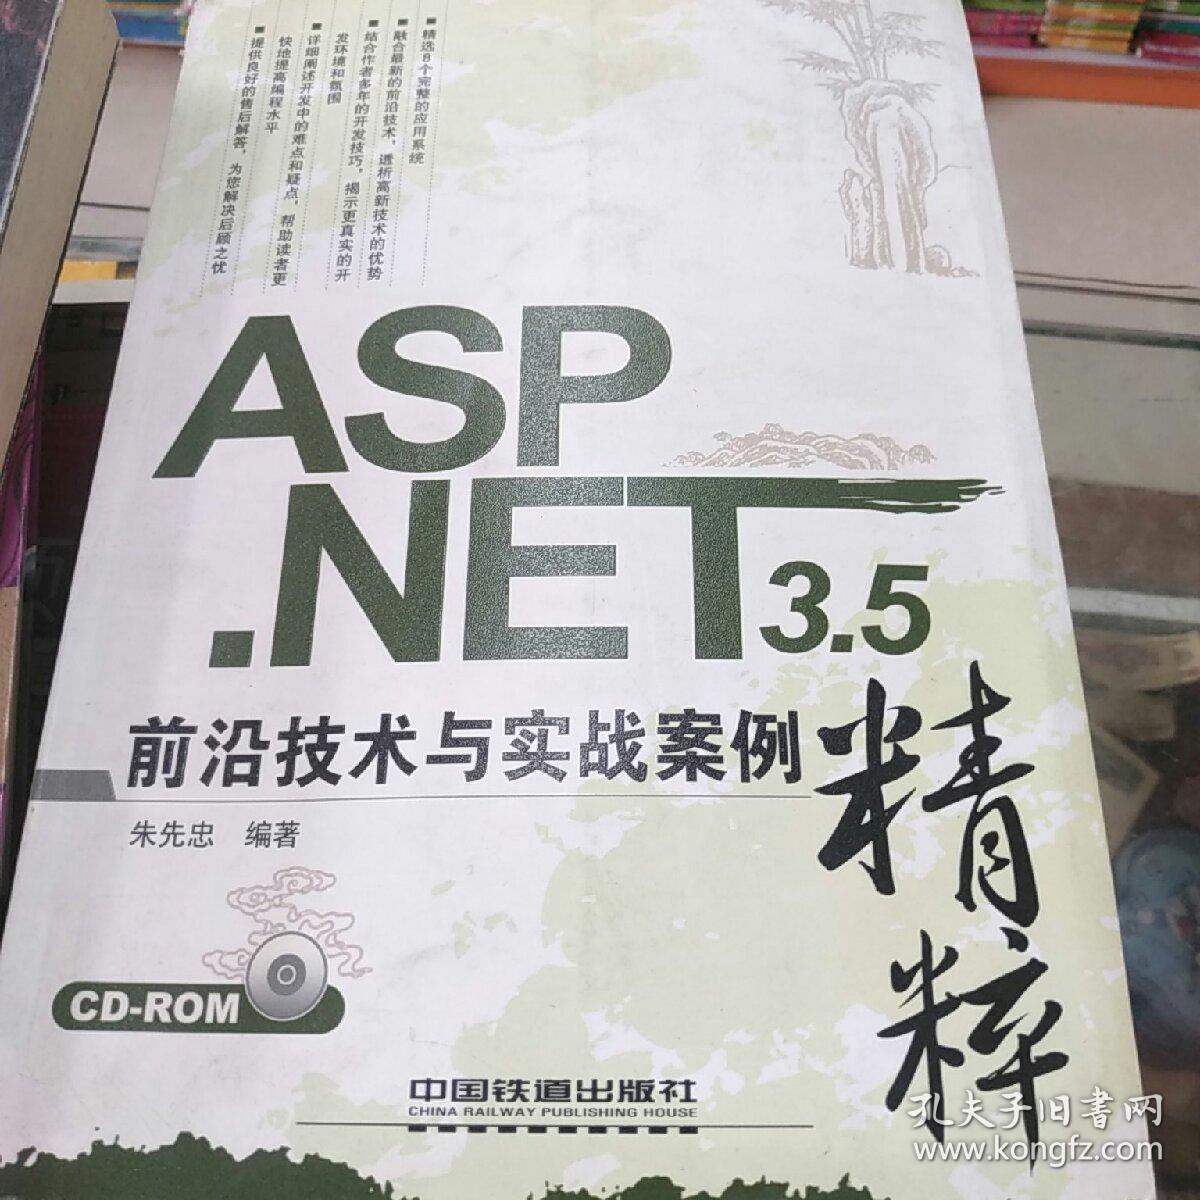 ■ 精选8个完整的应用系统
■ 融合最新的前沿技术，透析高新技术的优势
■ 结合作者多年的开发技巧，揭示更真实的开
发环境和氛围
■ 详细阐述开发中的难点和疑点，帮助读者更
快地提高编程水平
■ 提供良好的售后解答，为您解决后顾之忧
ASP
.NET 3.5
前沿技术与实战案例
精粹
朱先忠 编著
CD-ROM
中国铁道出版社
CHINA RAILWAY PUBLISHING HOUSE
孔夫子旧书网
www.kongfz.com